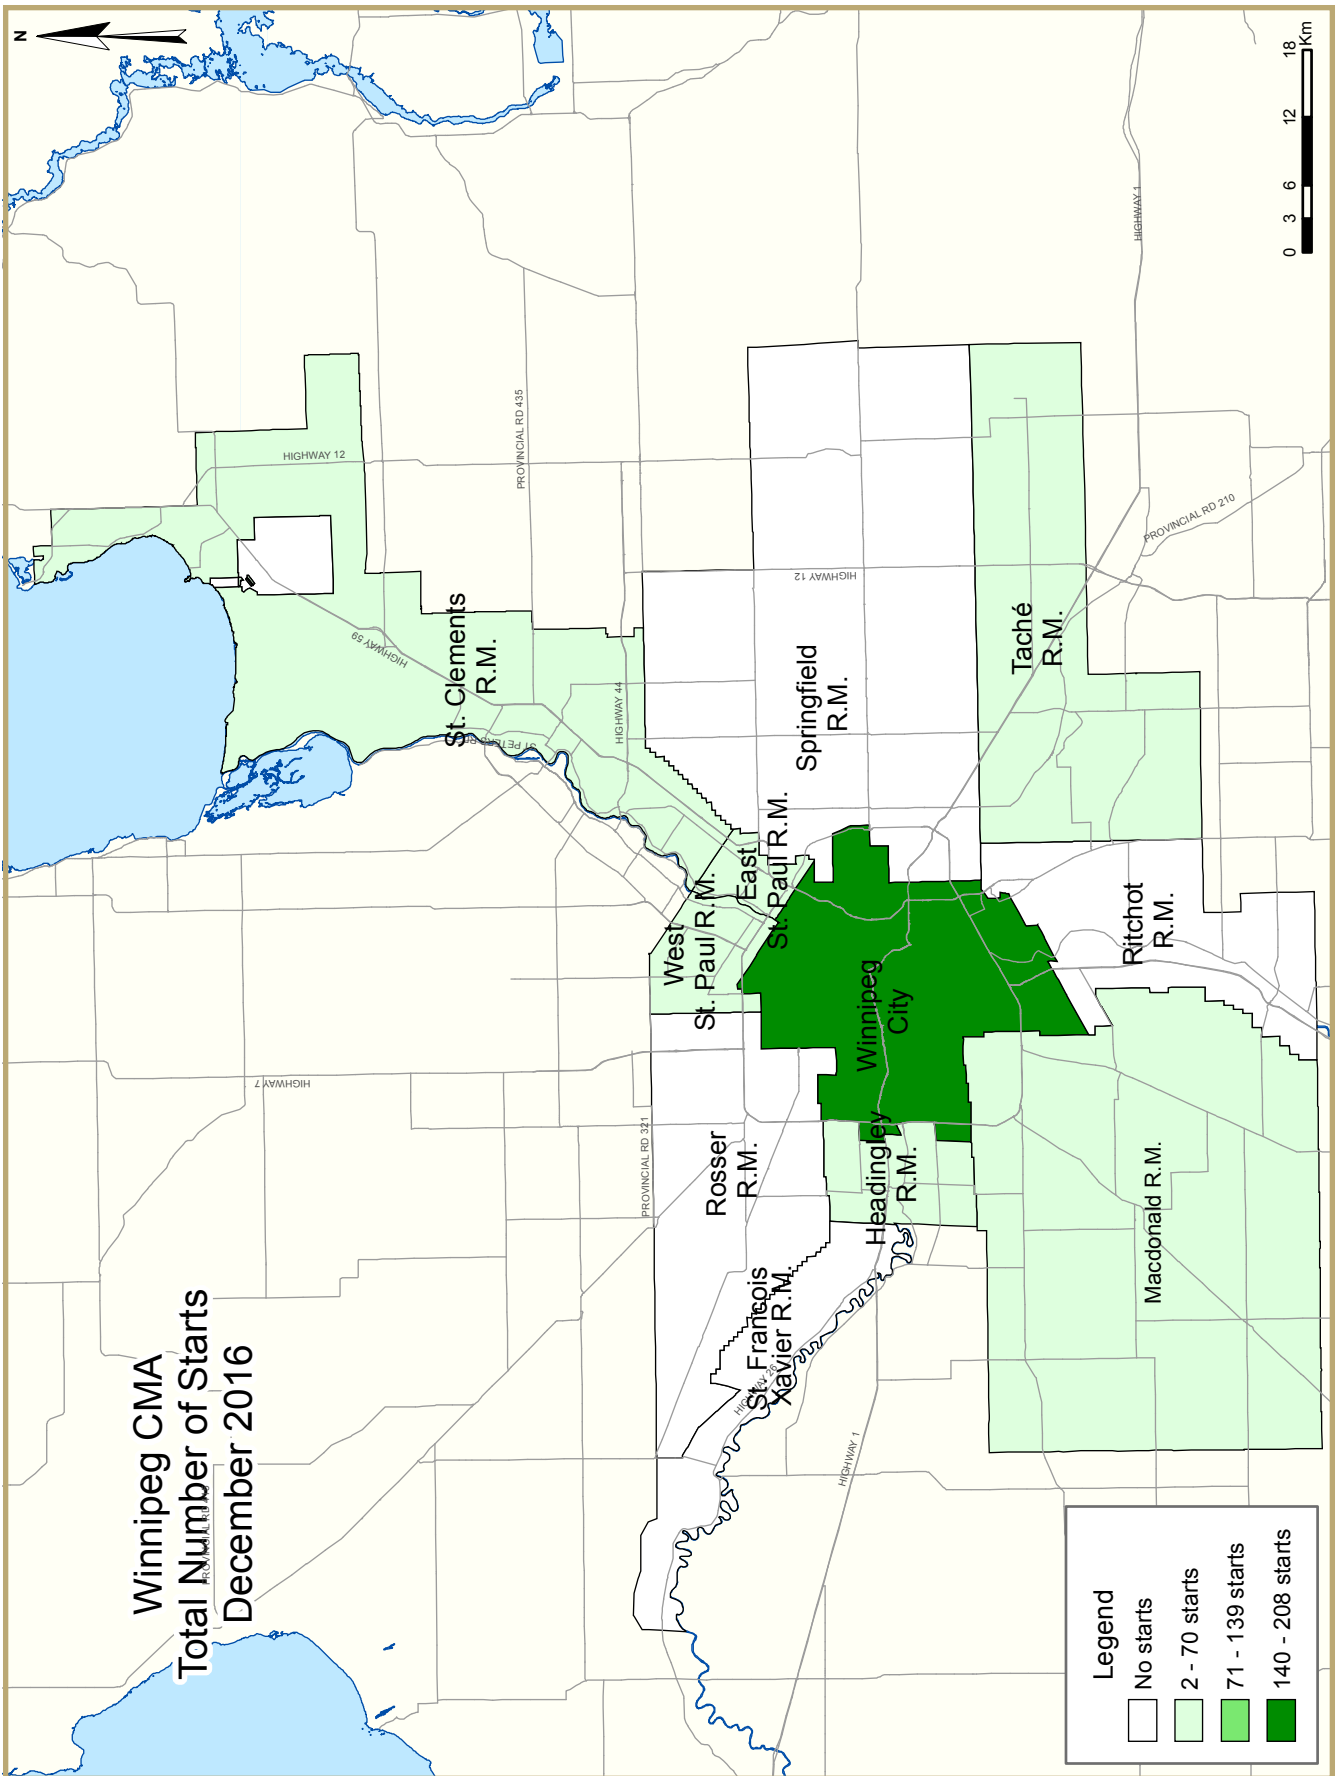 Winnipeg CMA
Total Number of Starts
December 2016
N
HIGHWAY 12
PROVINCIAL RD 435
HIGHWAY 59
St. Clements
R.M.
HIGHWAY 44
HIGHWAY 12
HIGHWAY 7
PROVINCIAL RD 321
West
St. Paul R.M.
East
St. Paul R.M.
Springfield
R.M.
Rosser
R.M.
St. Francois
Xavier R.M.
HIGHWAY 26
Winnipeg
City
Headingley
R.M.
HIGHWAY 1
Taché
R.M.
HIGHWAY 1
PROVINCIAL RD 210
Ritchot
R.M.
Macdonald R.M.
Legend
No starts
2 - 70 starts
71 - 139 starts
140 - 208 starts
0 3 6 12 18
Km